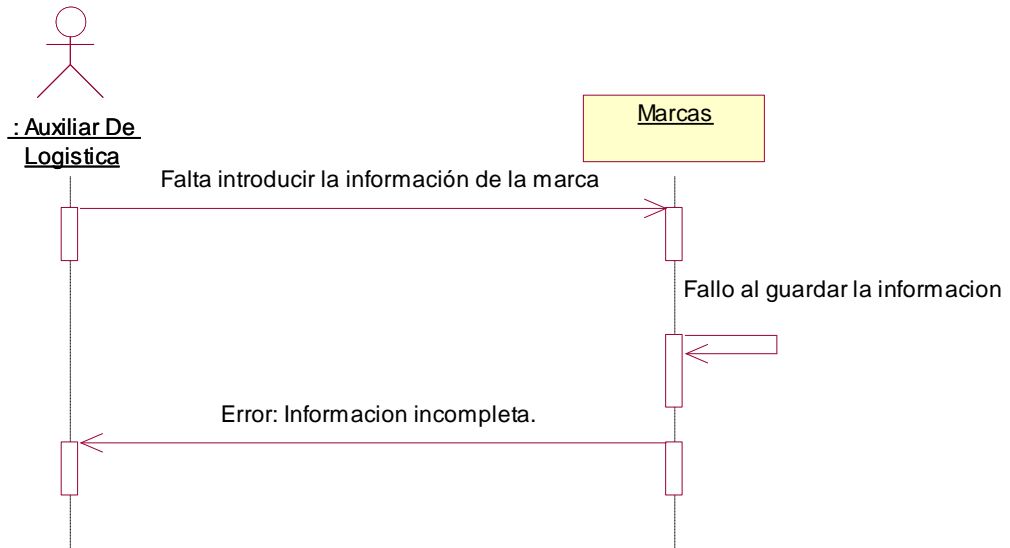 : Auxiliar De
Logistica
Marcas
Falta introducir la información de la marca
Fallo al guardar la informacion
Error: Informacion incompleta.